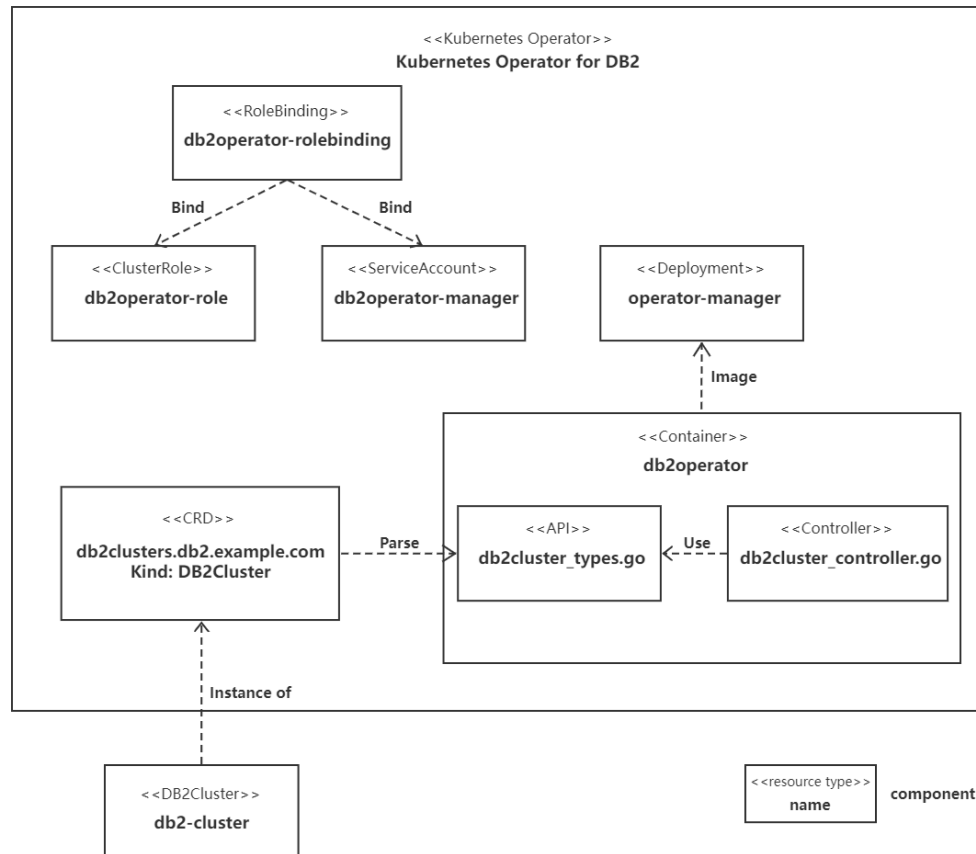 <<Kubernetes Operator>>
Kubernetes Operator for DB2
<<RoleBinding>>
db2operator-rolebinding
Bind
Bind
<<ClusterRole>>
db2operator-role
<<ServiceAccount>>
db2operator-manager
<<Deployment>>
operator-manager
Image
<<Container>>
db2operator
<<CRD>>
db2clusters.db2.example.com
Kind: DB2Cluster
Parse
<<API>>
db2cluster_types.go
Use
<<Controller>>
db2cluster_controller.go
Instance of
<<DB2Cluster>>
db2-cluster
<<resource type>>
name
component